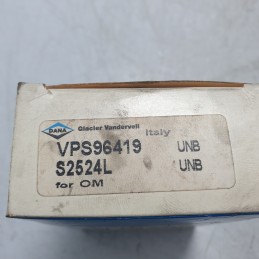 DANA Glacier Vandervell
Italy
VPS96419 UNB
S2524L UNB
for OM